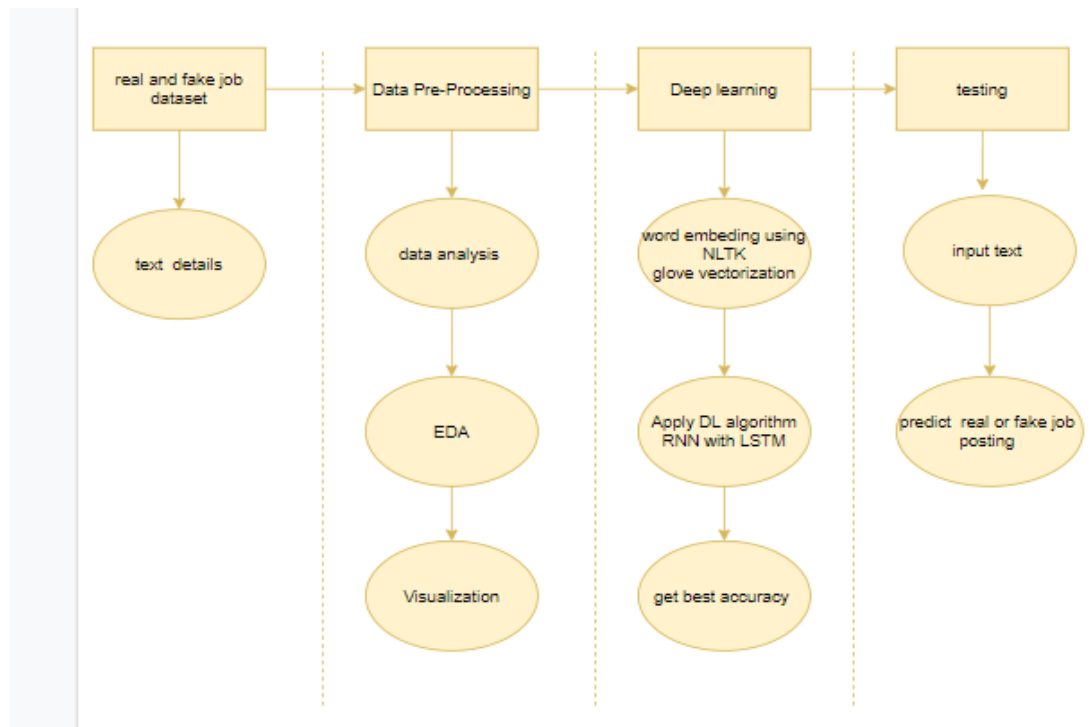 real and fake job
dataset
Data Pre-Processing
Deep learning
testing
text details
data analysis
word embeding using
NLTK
glove vectorization
input text
EDA
Apply DL algorithm
RNN with LSTM
predict real or fake job
posting
Visualization
get best accuracy